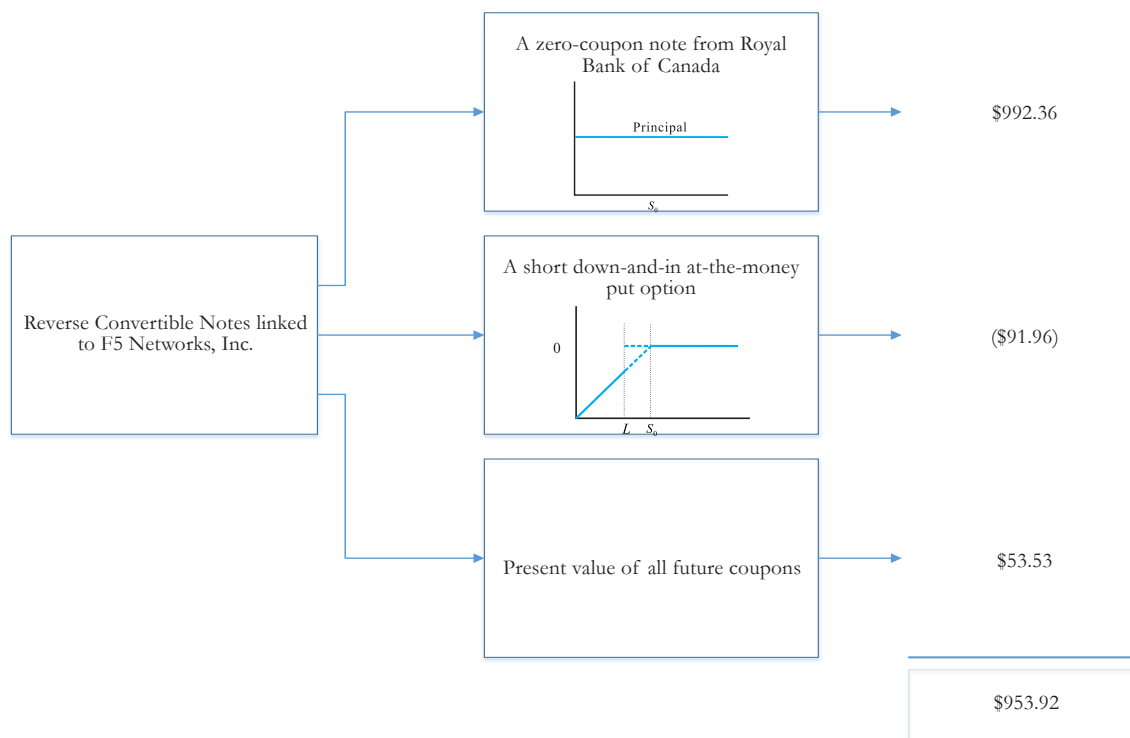 A zero-coupon note from Royal
Bank of Canada
Principal
S₀
$992.36
Reverse Convertible Notes linked
to F5 Networks, Inc.
A short down-and-in at-the-money
put option
0
L S₀
($91.96)
Present value of all future coupons
$53.53
$953.92